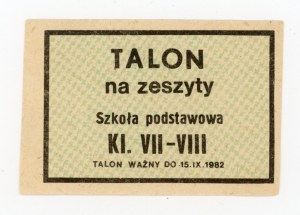 TALON
na zeszyty
Szkoła podstawowa
Kl. VII-VIII
TALON WAŻNY DO 15.IX.1982